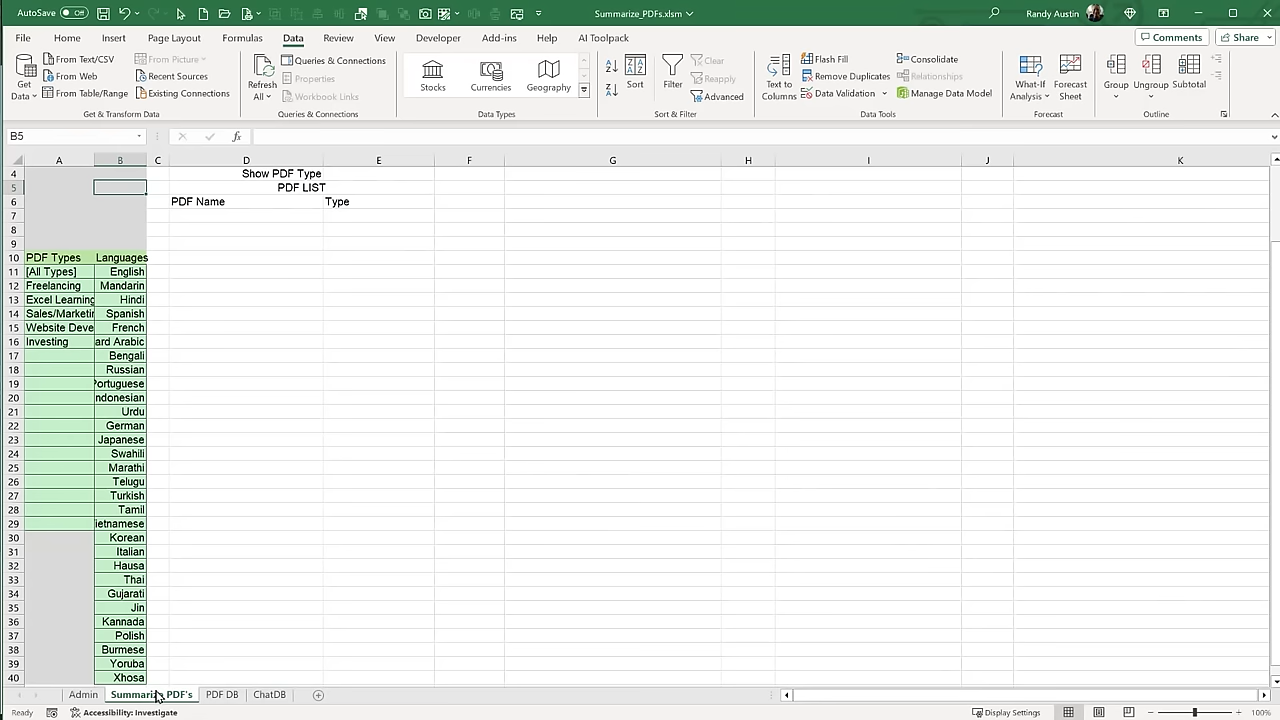 AutoSave Off Summarize_PDFs.xlsm Randy Austin
File Home Insert Page Layout Formulas Data Review View Developer Add-ins Help AI Toolpack Comments Share
Get Data From Text/CSV From Web From Table/Range From Picture Recent Sources Existing Connections
Get & Transform Data
Refresh All Queries & Connections Properties Workbook Links
Queries & Connections
Stocks Currencies Geography
Data Types
Sort Filter Clear Reapply Advanced
Sort & Filter
Text to Columns Flash Fill Remove Duplicates Data Validation Consolidate Relationships Manage Data Model
Data Tools
What-If Analysis Forecast Sheet
Forecast
Group Ungroup Subtotal
Outline
B5 fx
A B C D E F G H I J K
4 Show PDF Type
5 PDF LIST
6 PDF Name Type
7
8
9
10 PDF Types Languages
11 [All Types] English
12 Freelancing Mandarin
13 Excel Learning Hindi
14 Sales/Marketin Spanish
15 Website Deve French
16 Investing ard Arabic
17 Bengali
18 Russian
19 Portuguese
20 ndonesian
21 Urdu
22 German
23 Japanese
24 Swahili
25 Marathi
26 Telugu
27 Turkish
28 Tamil
29 ietnamese
30 Korean
31 Italian
32 Hausa
33 Thai
34 Gujarati
35 Jin
36 Kannada
37 Polish
38 Burmese
39 Yoruba
40 Xhosa
Admin Summarize PDF's PDF DB ChatDB
Ready Accessibility: Investigate Display Settings 100%